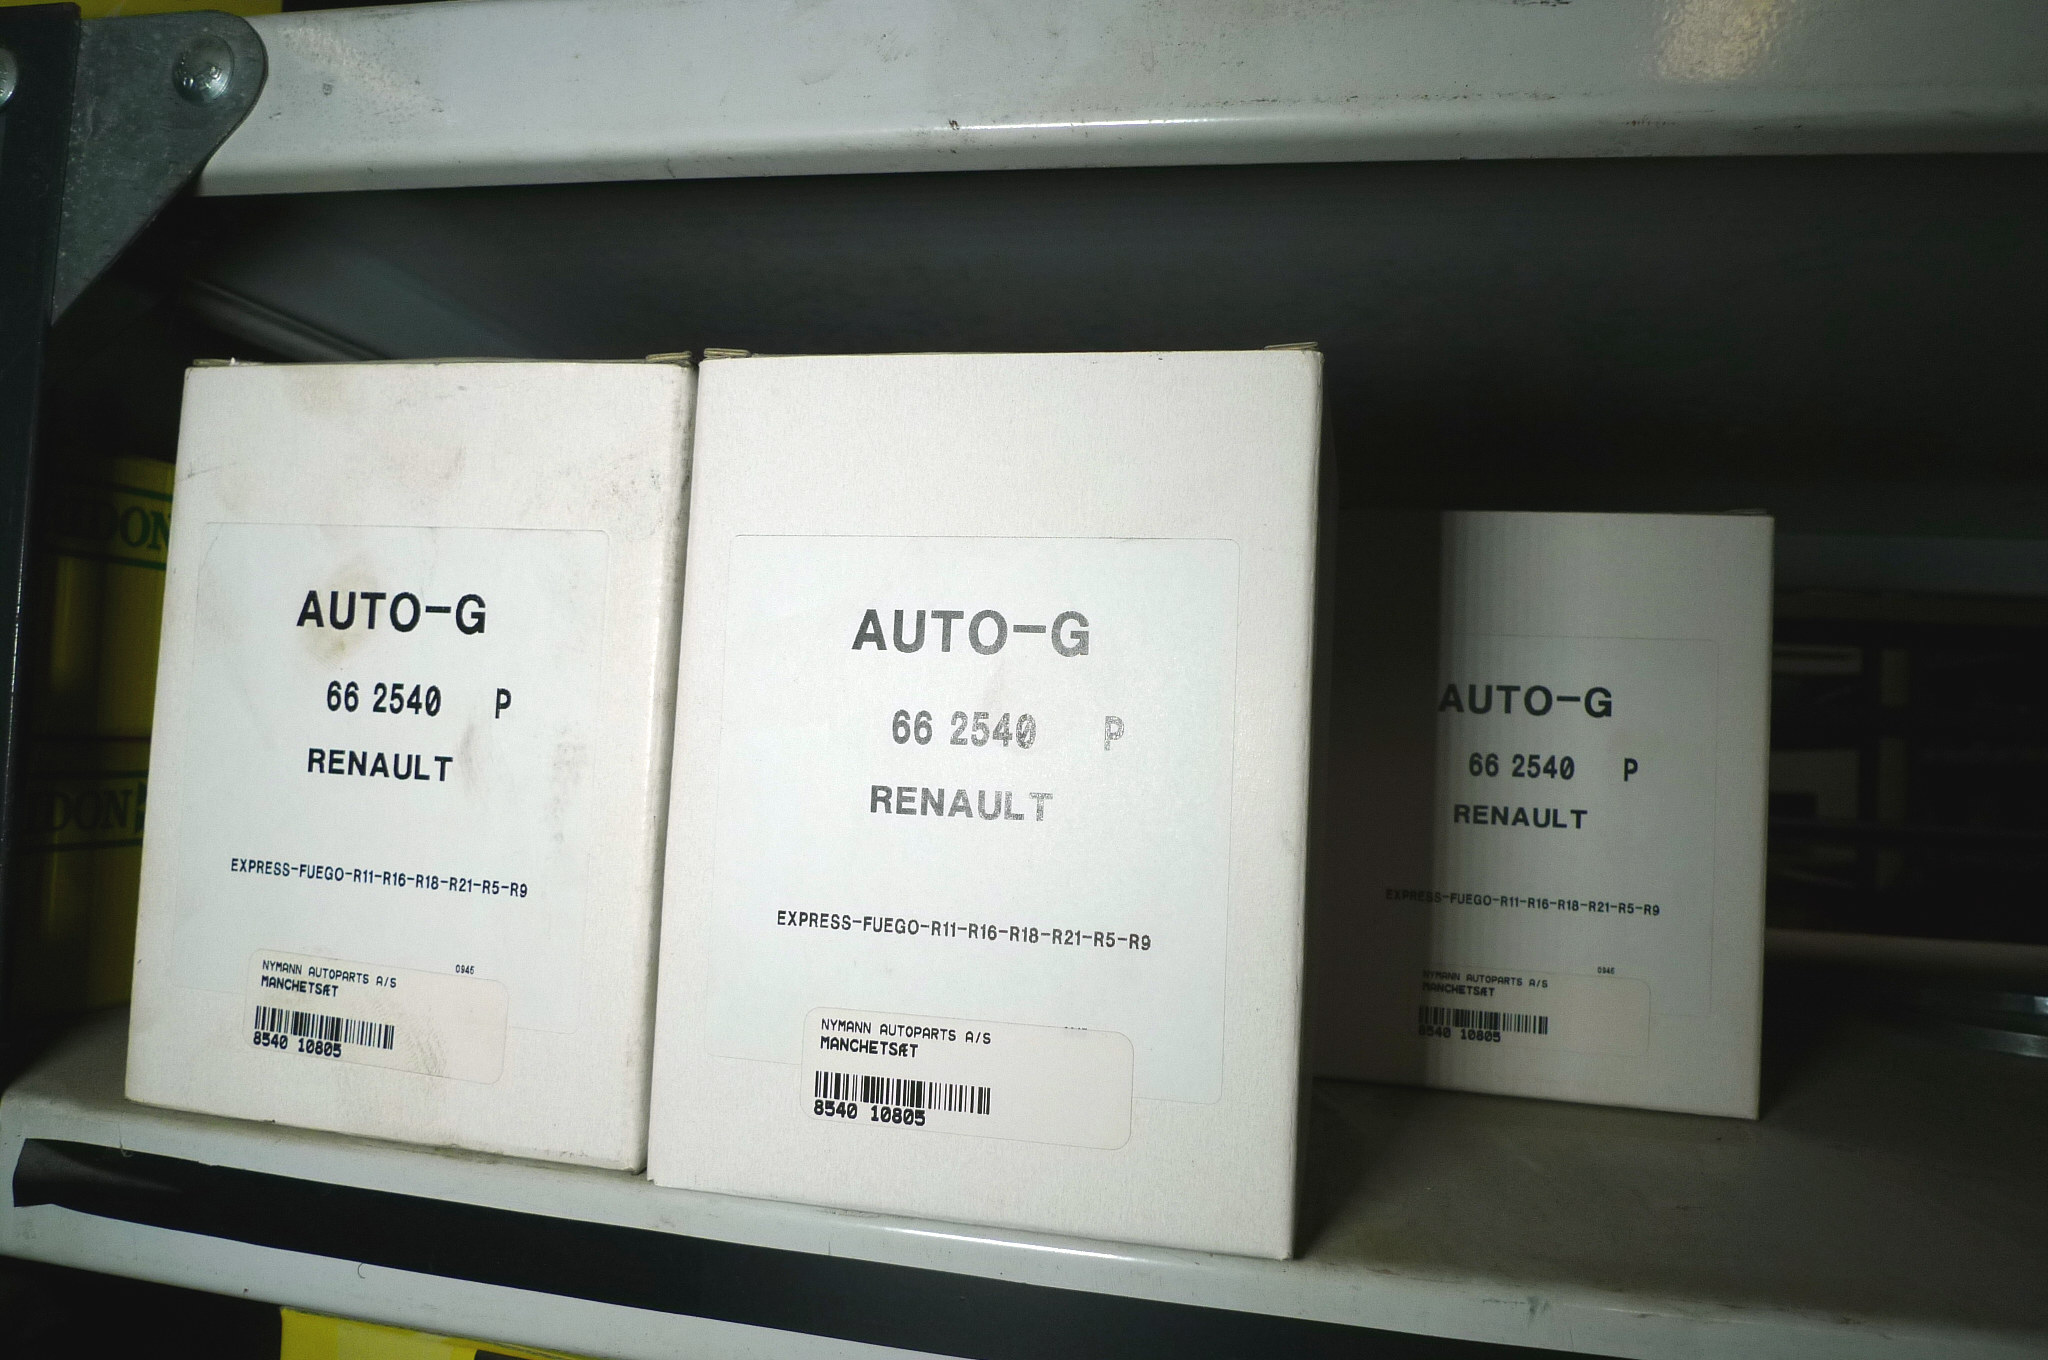 AUTO-G
66 2540 P
RENAULT
EXPRESS-FUEGO-R11-R16-R18-R21-R5-R9
0945
NYMANN AUTOPARTS A/S
MANCHETSÆT
8540 10805
AUTO-G
66 2540 P
RENAULT
EXPRESS-FUEGO-R11-R16-R18-R21-R5-R9
NYMANN AUTOPARTS A/S
MANCHETSÆT
8540 10805
AUTO-G
66 2540 P
RENAULT
EXPRESS-FUEGO-R11-R16-R18-R21-R5-R9
0945
NYMANN AUTOPARTS A/S
MANCHETSÆT
8540 10805